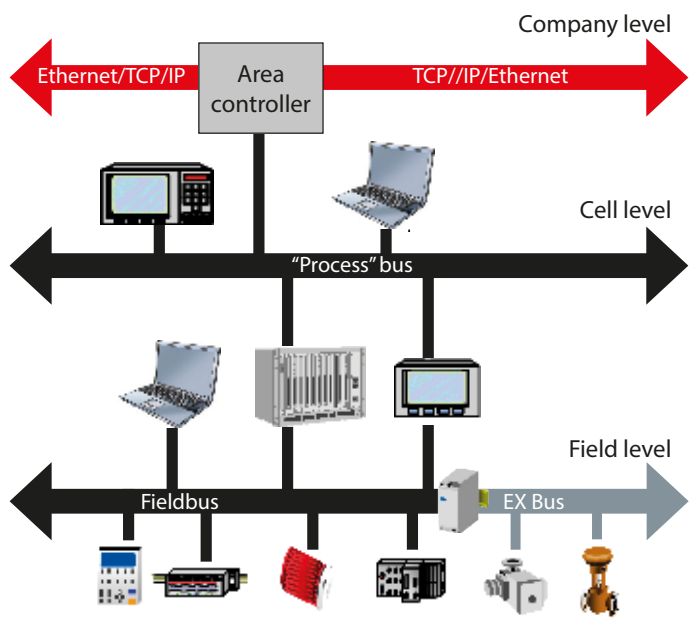 Company level
Ethernet/TCP/IP
Area
controller
TCP//IP/Ethernet
Cell level
“Process” bus
Field level
Fieldbus
EX Bus